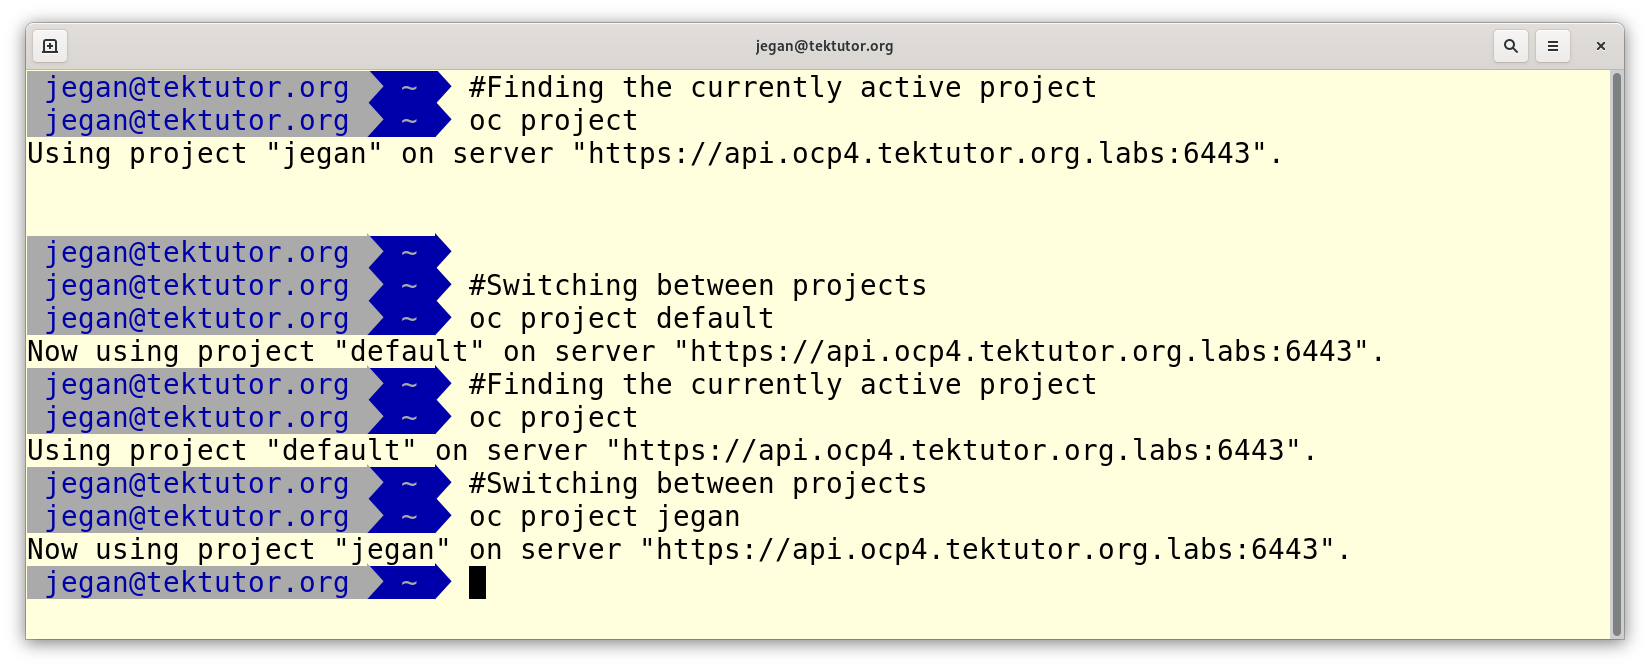 jegan@tektutor.org
jegan@tektutor.org ~ #Finding the currently active project
jegan@tektutor.org ~ oc project
Using project "jegan" on server "https://api.ocp4.tektutor.org.labs:6443".
jegan@tektutor.org ~
jegan@tektutor.org ~ #Switching between projects
jegan@tektutor.org ~ oc project default
Now using project "default" on server "https://api.ocp4.tektutor.org.labs:6443".
jegan@tektutor.org ~ #Finding the currently active project
jegan@tektutor.org ~ oc project
Using project "default" on server "https://api.ocp4.tektutor.org.labs:6443".
jegan@tektutor.org ~ #Switching between projects
jegan@tektutor.org ~ oc project jegan
Now using project "jegan" on server "https://api.ocp4.tektutor.org.labs:6443".
jegan@tektutor.org ~